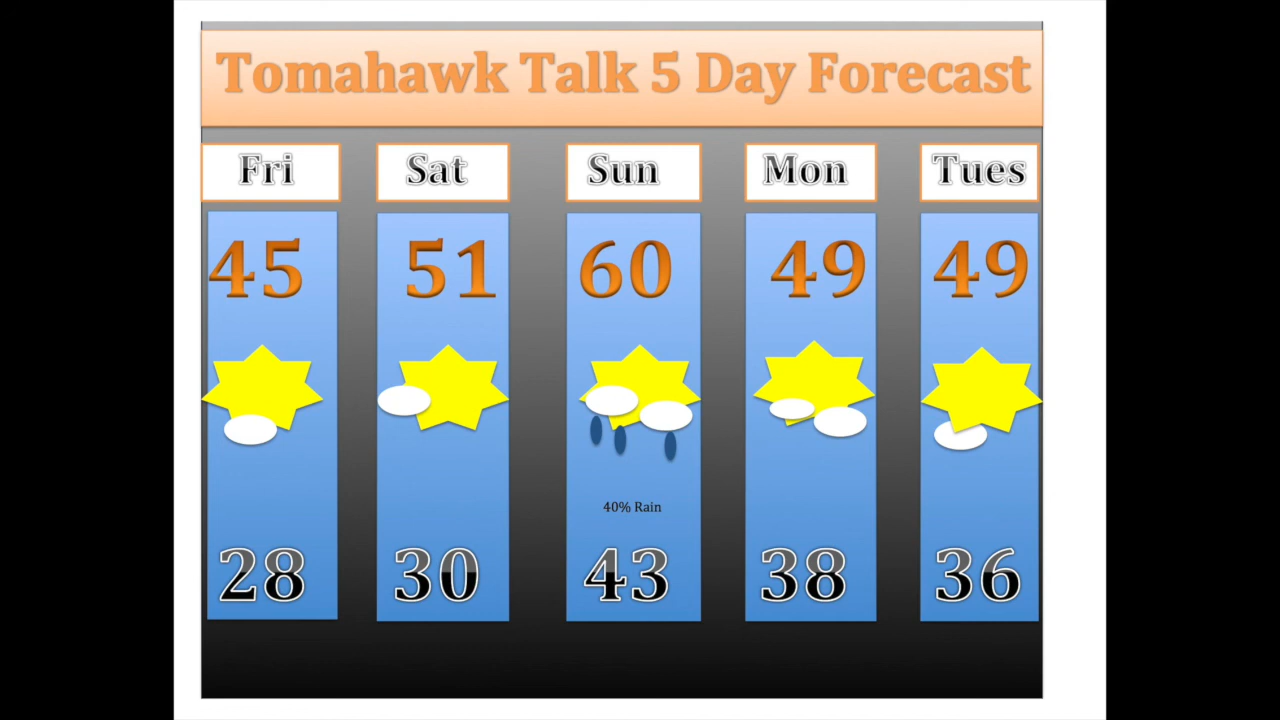 Tomahawk Talk 5 Day Forecast
Fri Sat Sun Mon Tues
45 51 60 49 49
40% Rain
28 30 43 38 36